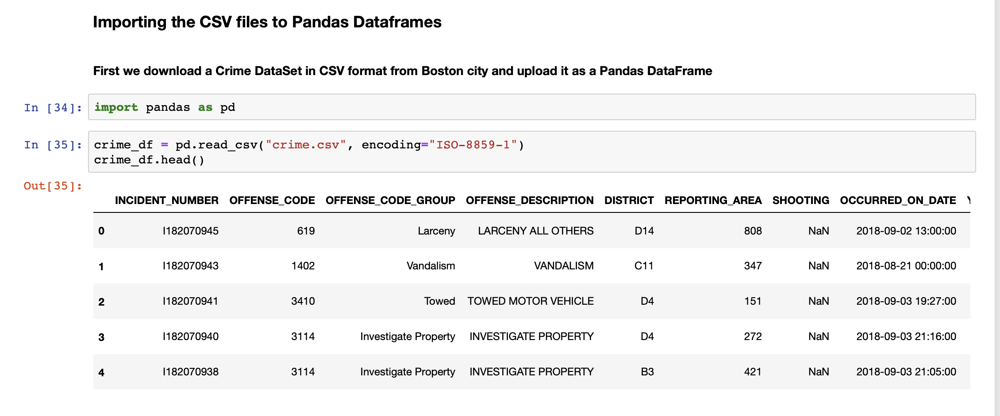 Importing the CSV files to Pandas Dataframes
First we download a Crime DataSet in CSV format from Boston city and upload it as a Pandas DataFrame
In [34]: import pandas as pd
In [35]: crime_df = pd.read_csv("crime.csv", encoding="ISO-8859-1")
crime_df.head()
Out[35]:
INCIDENT_NUMBER OFFENSE_CODE OFFENSE_CODE_GROUP OFFENSE_DESCRIPTION DISTRICT REPORTING_AREA SHOOTING OCCURRED_ON_DATE
0 I182070945 619 Larceny LARCENY ALL OTHERS D14 808 NaN 2018-09-02 13:00:00
1 I182070943 1402 Vandalism VANDALISM C11 347 NaN 2018-08-21 00:00:00
2 I182070941 3410 Towed TOWED MOTOR VEHICLE D4 151 NaN 2018-09-03 19:27:00
3 I182070940 3114 Investigate Property INVESTIGATE PROPERTY D4 272 NaN 2018-09-03 21:16:00
4 I182070938 3114 Investigate Property INVESTIGATE PROPERTY B3 421 NaN 2018-09-03 21:05:00